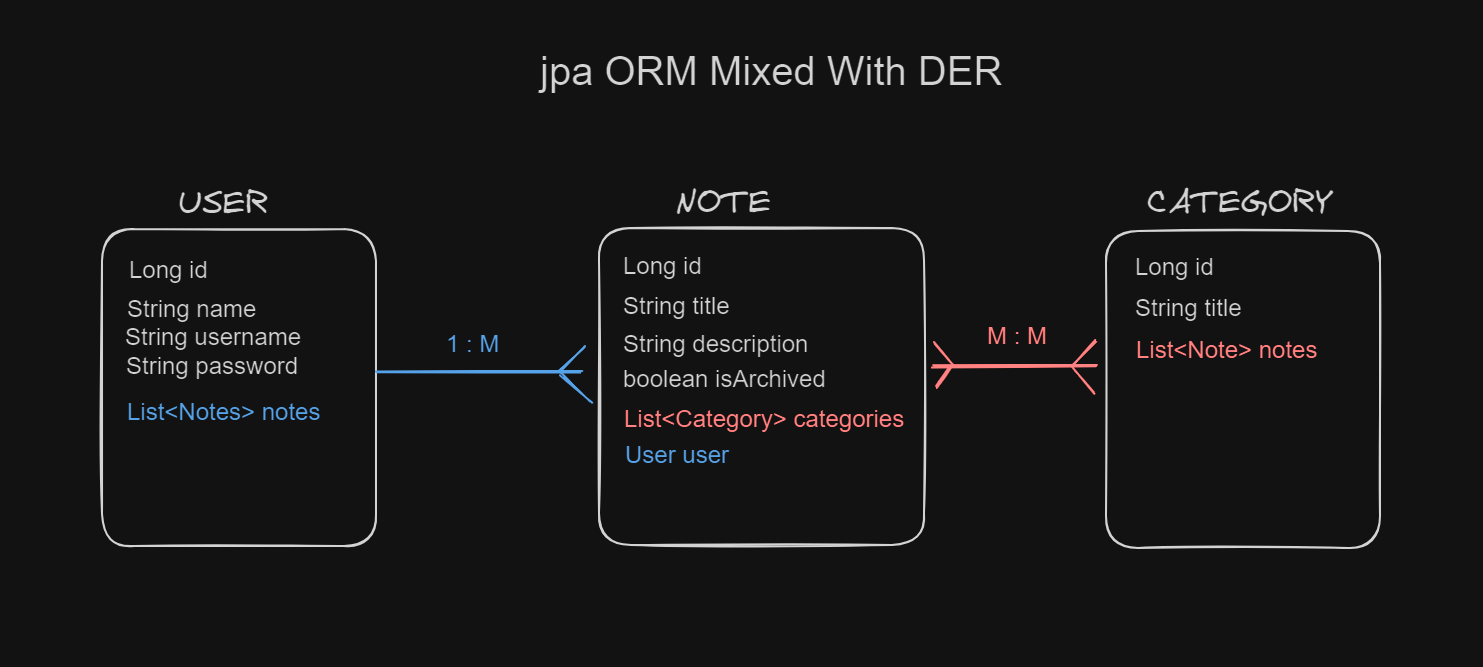 jpa ORM Mixed With DER
USER
Long id
String name
String username
String password
List<Notes> notes
1 : M
NOTE
Long id
String title
String description
boolean isArchived
List<Category> categories
User user
M : M
CATEGORY
Long id
String title
List<Note> notes